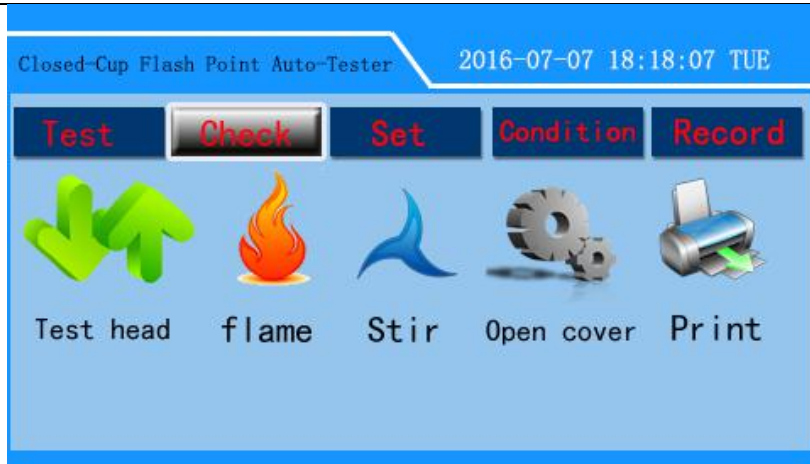 Closed-Cup Flash Point Auto-Tester 2016-07-07 18:18:07 TUE
Test Check Set Condition Record
Test head flame Stir Open cover Print